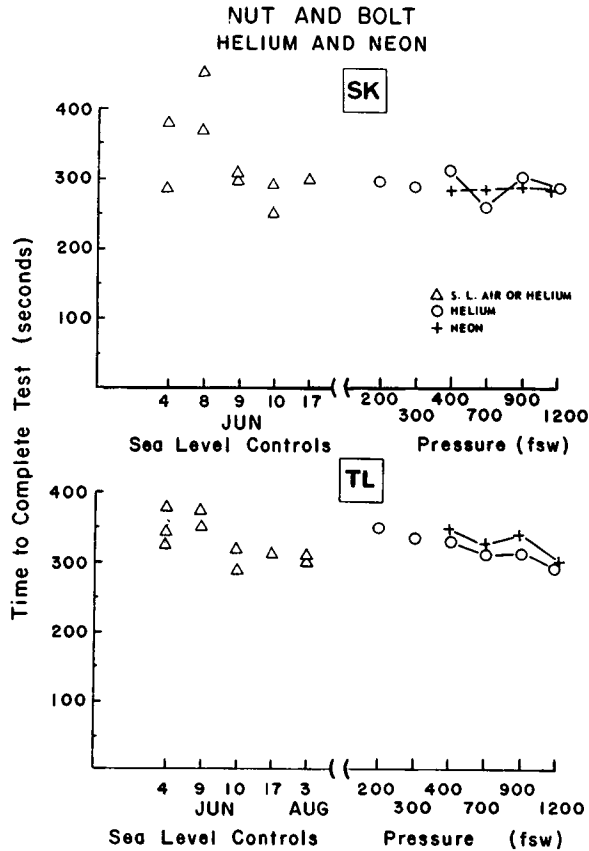 NUT AND BOLT
HELIUM AND NEON
SK
400
300
200
100
△ S. L. AIR OR HELIUM
○ HELIUM
+ NEON
4 8 9 10 17 200 400 900
300 700 1200
JUN
Sea Level Controls Pressure (fsw)
Time to Complete Test (seconds)
TL
400
300
200
100
4 9 10 17 3 200 400 900
JUN AUG 300 700 1200
Sea Level Controls Pressure (fsw)